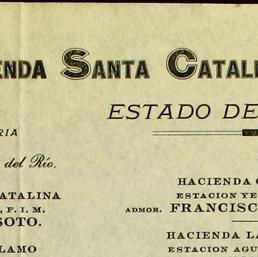 ENDA SANTA CATALI
ESTADO DE
RIA
del Río.
ATALINA
, F. I. M.
SOTO.
LAMO
HACIENDA
ESTACION YE
ADMOR. FRANCISC
HACIENDA LA
ESTACION AGU